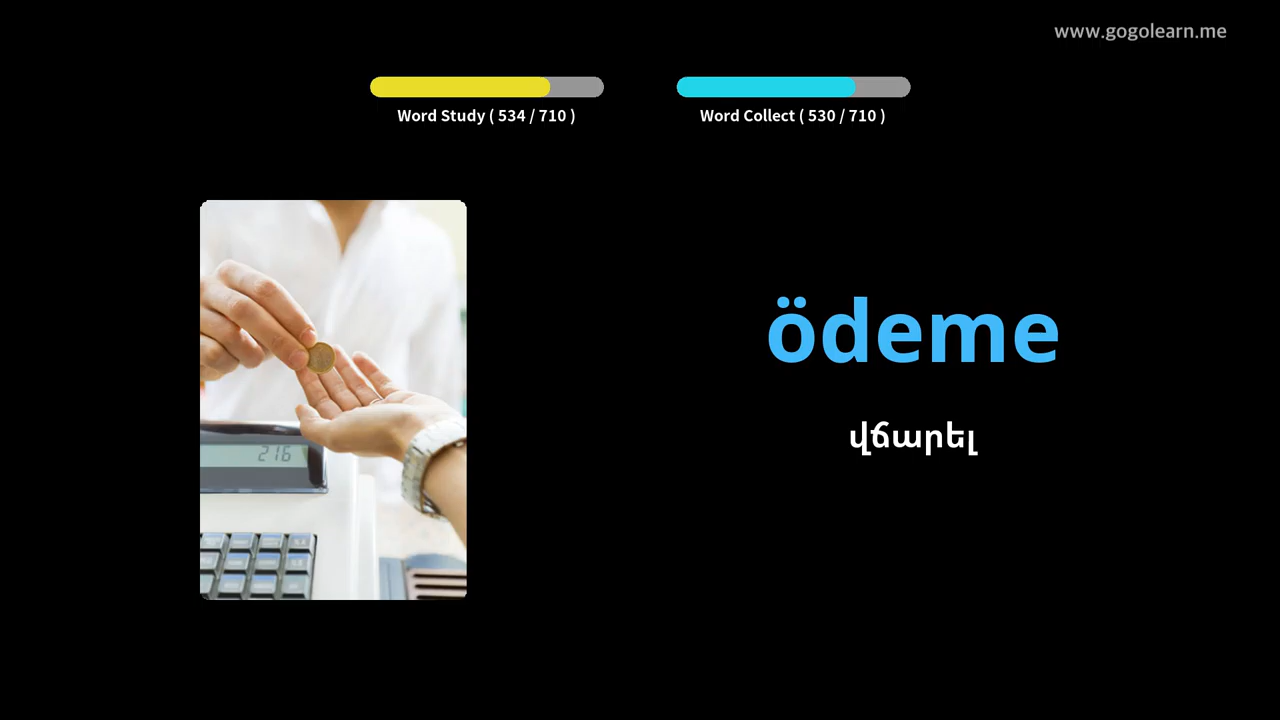 www.gogolearn.me
Word Study ( 534 / 710 )
Word Collect ( 530 / 710 )
ödeme
վճարել
216